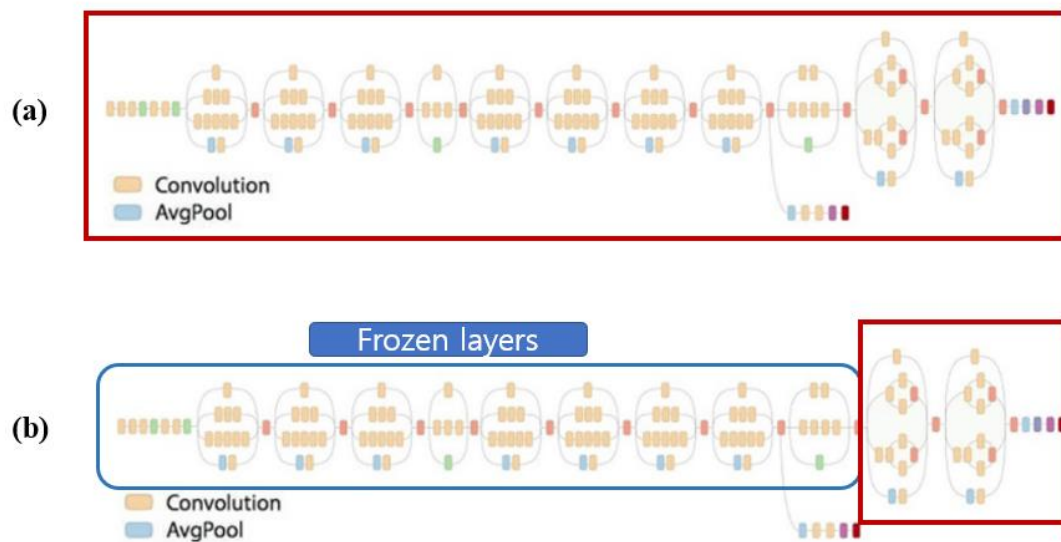 (a)
Convolution
AvgPool
Frozen layers
(b)
Convolution
AvgPool